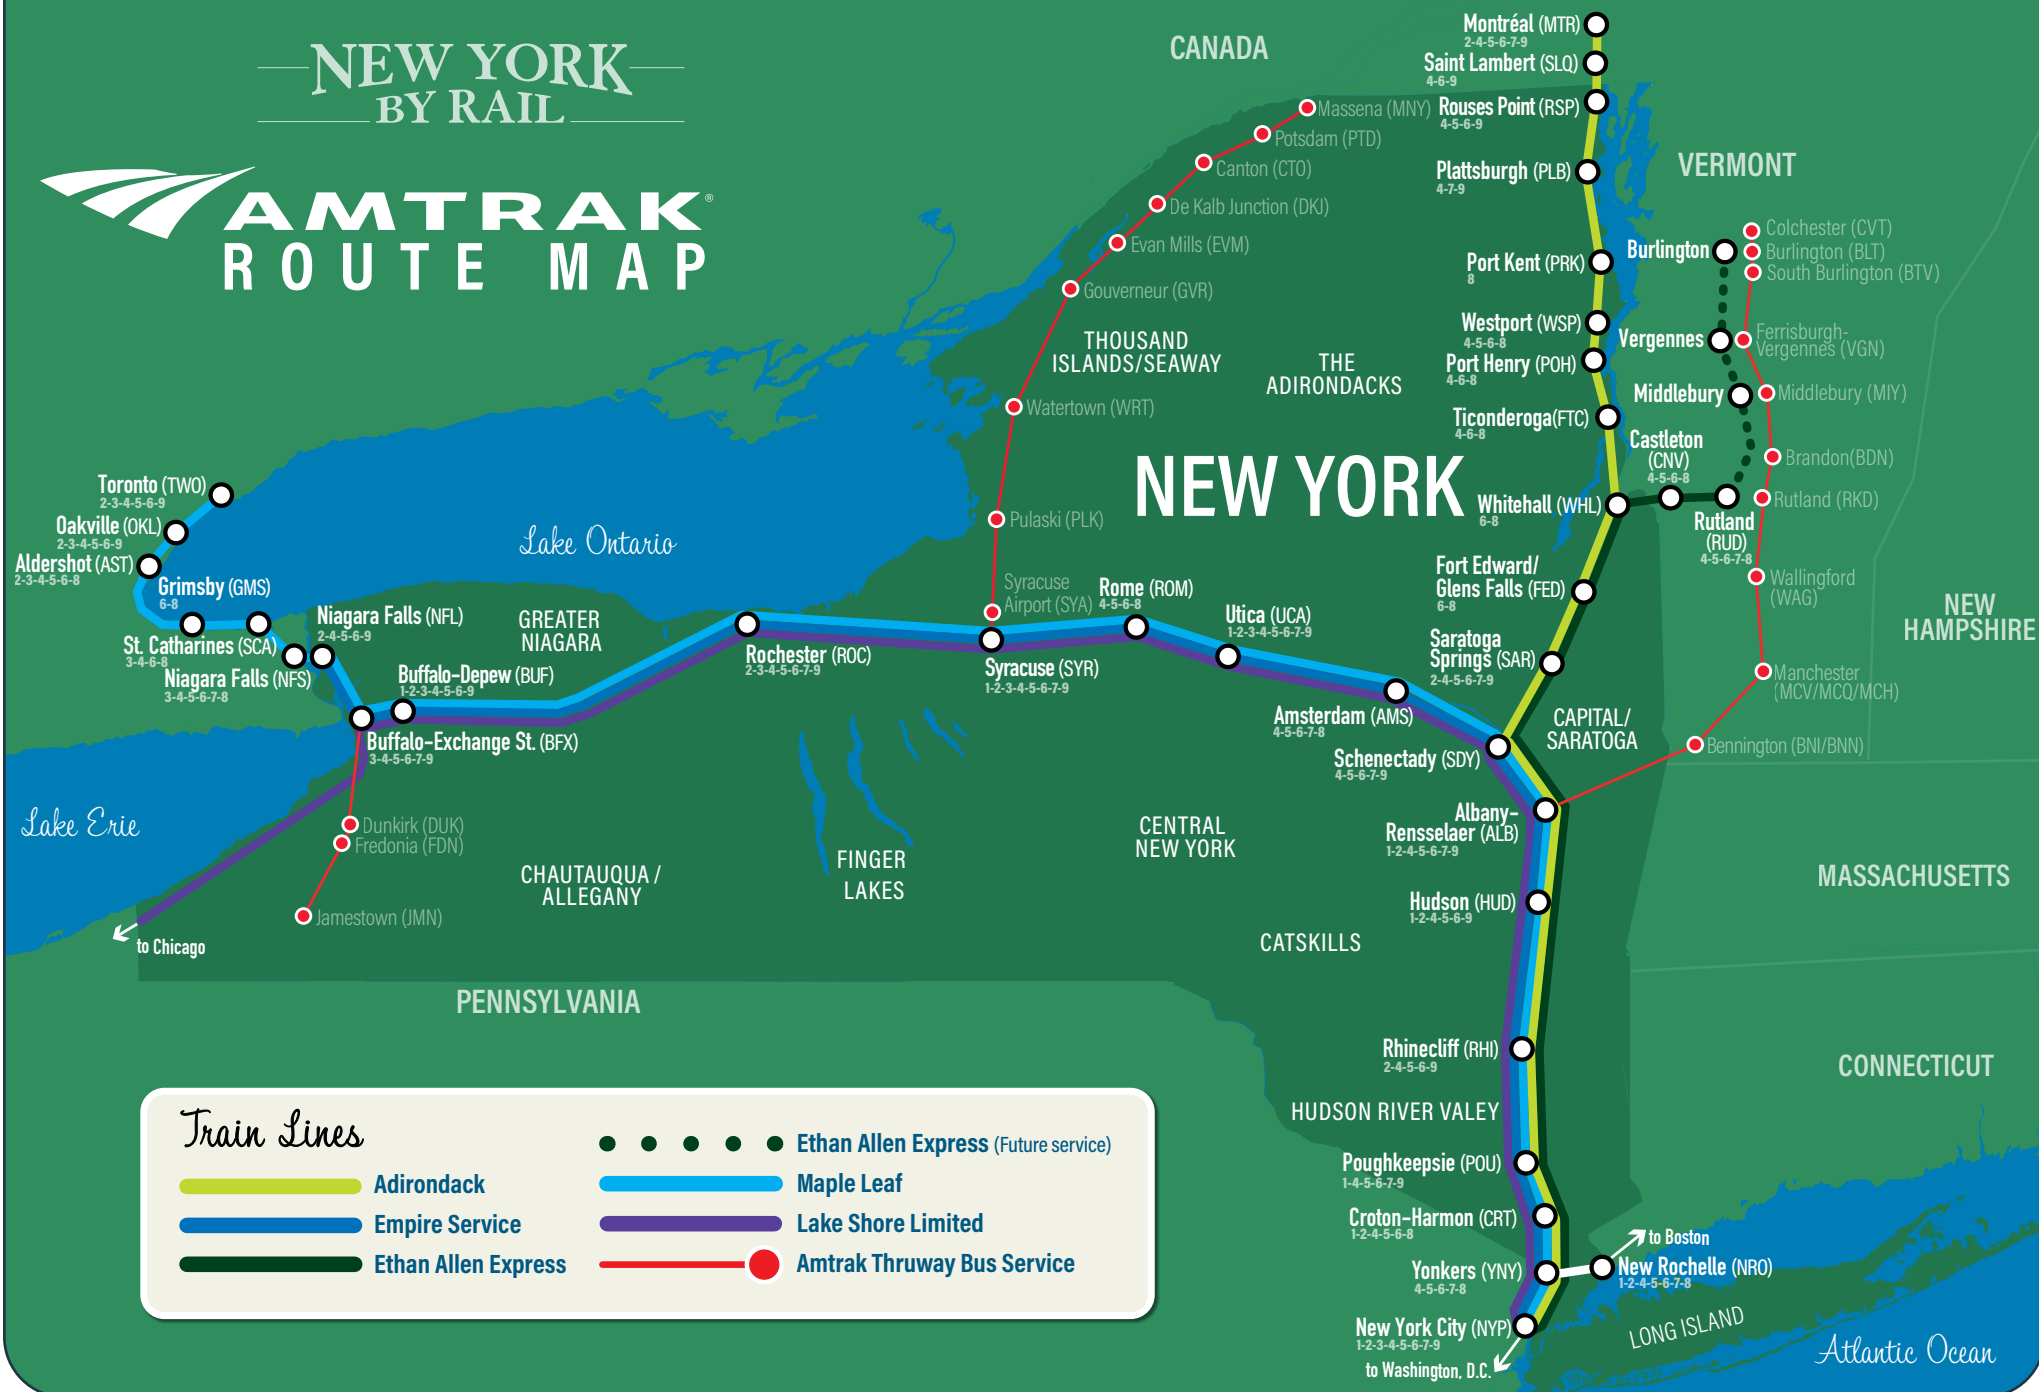 NEW YORK
BY RAIL
AMTRAK®
ROUTE MAP
CANADA
Montréal (MTR)
2-4-5-6-7-9
Saint Lambert (SLQ)
4-6-9
Rouses Point (RSP)
4-5-6-9
Plattsburgh (PLB)
4-7-9
Port Kent (PRK)
8
Westport (WSP)
4-5-6-8
Port Henry (POH)
4-6-8
Ticonderoga(FTC)
4-6-8
Whitehall (WHL)
6-8
Fort Edward/
Glens Falls (FED)
6-8
Saratoga
Springs (SAR)
2-4-5-6-7-9
Massena (MNY)
Potsdam (PTD)
Canton (CTO)
De Kalb Junction (DKJ)
Evan Mills (EVM)
Gouverneur (GVR)
Watertown (WRT)
Pulaski (PLK)
Syracuse
Airport (SYA)
THOUSAND
ISLANDS/SEAWAY
THE
ADIRONDACKS
NEW YORK
VERMONT
Burlington
Vergennes
Middlebury
Castleton
(CNV)
4-5-6-8
Rutland
(RUD)
4-5-6-7-8
Colchester (CVT)
Burlington (BLT)
South Burlington (BTV)
Ferrisburgh-
Vergennes (VGN)
Middlebury (MIY)
Brandon(BDN)
Rutland (RKD)
Wallingford
(WAG)
Manchester
(MCV/MCQ/MCH)
Bennington (BNI/BNN)
NEW
HAMPSHIRE
Toronto (TWO)
2-3-4-5-6-9
Oakville (OKL)
2-3-4-5-6-9
Aldershot (AST)
2-3-4-5-6-8
Grimsby (GMS)
6-8
St. Catharines (SCA)
3-4-6-8
Niagara Falls (NFS)
3-4-5-6-7-8
Niagara Falls (NFL)
2-4-5-6-9
Lake Ontario
GREATER
NIAGARA
Buffalo-Depew (BUF)
1-2-3-4-5-6-9
Buffalo-Exchange St. (BFX)
3-4-5-6-7-9
Rochester (ROC)
2-3-4-5-6-7-9
Syracuse (SYR)
1-2-3-4-5-6-7-9
Rome (ROM)
4-5-6-8
Utica (UCA)
1-2-3-4-5-6-7-9
Amsterdam (AMS)
4-5-6-7-8
Schenectady (SDY)
4-5-6-7-9
CAPITAL/
SARATOGA
Albany-
Rensselaer (ALB)
1-2-4-5-6-7-9
Hudson (HUD)
1-2-4-5-6-9
Rhinecliff (RHI)
2-4-5-6-9
HUDSON RIVER VALEY
Poughkeepsie (POU)
1-4-5-6-7-9
Croton-Harmon (CRT)
1-2-4-5-6-8
Yonkers (YNY)
4-5-6-7-8
New York City (NYP)
1-2-3-4-5-6-7-9
to Washington, D.C.
to Boston
New Rochelle (NRO)
1-2-4-5-6-7-8
LONG ISLAND
Atlantic Ocean
Lake Erie
Dunkirk (DUK)
Fredonia (FDN)
Jamestown (JMN)
to Chicago
CHAUTAUQUA /
ALLEGANY
FINGER
LAKES
CENTRAL
NEW YORK
CATSKILLS
PENNSYLVANIA
MASSACHUSETTS
CONNECTICUT
Train Lines
Adirondack
Empire Service
Ethan Allen Express
Ethan Allen Express (Future service)
Maple Leaf
Lake Shore Limited
Amtrak Thruway Bus Service